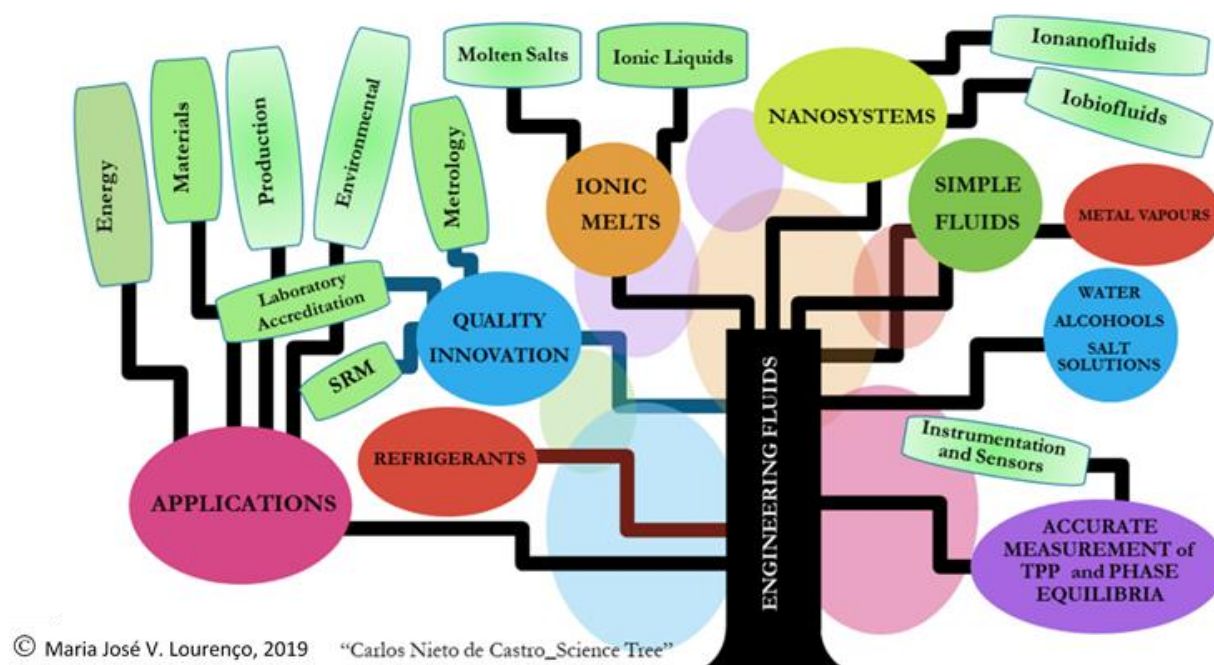 Energy
Materials
Production
Environmental
Metrology
Molten Salts
Ionic Liquids
Ionanofluids
Iobiofluids
NANOSYSTEMS
IONIC
MELTS
SIMPLE
FLUIDS
METAL VAPOURS
Laboratory
Accreditation
QUALITY
INNOVATION
SRM
WATER
ALCOHOOLS
SALT
SOLUTIONS
REFRIGERANTS
APPLICATIONS
ENGINEERING FLUIDS
Instrumentation
and Sensors
ACCURATE
MEASUREMENT of
TPP and PHASE
EQUILIBRIA
© Maria José V. Lourenço, 2019 “Carlos Nieto de Castro_Science Tree”